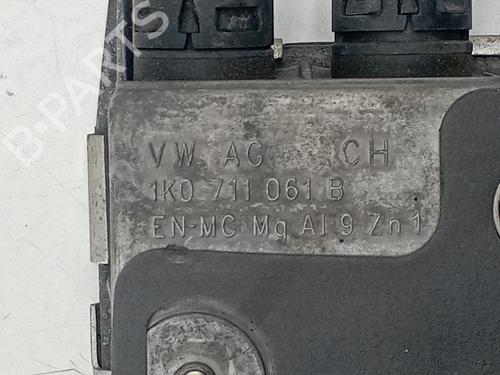 B-PARTS
VW AG CH
1K0 711 061 B
EN-MC Mg Al 9 Zn 1